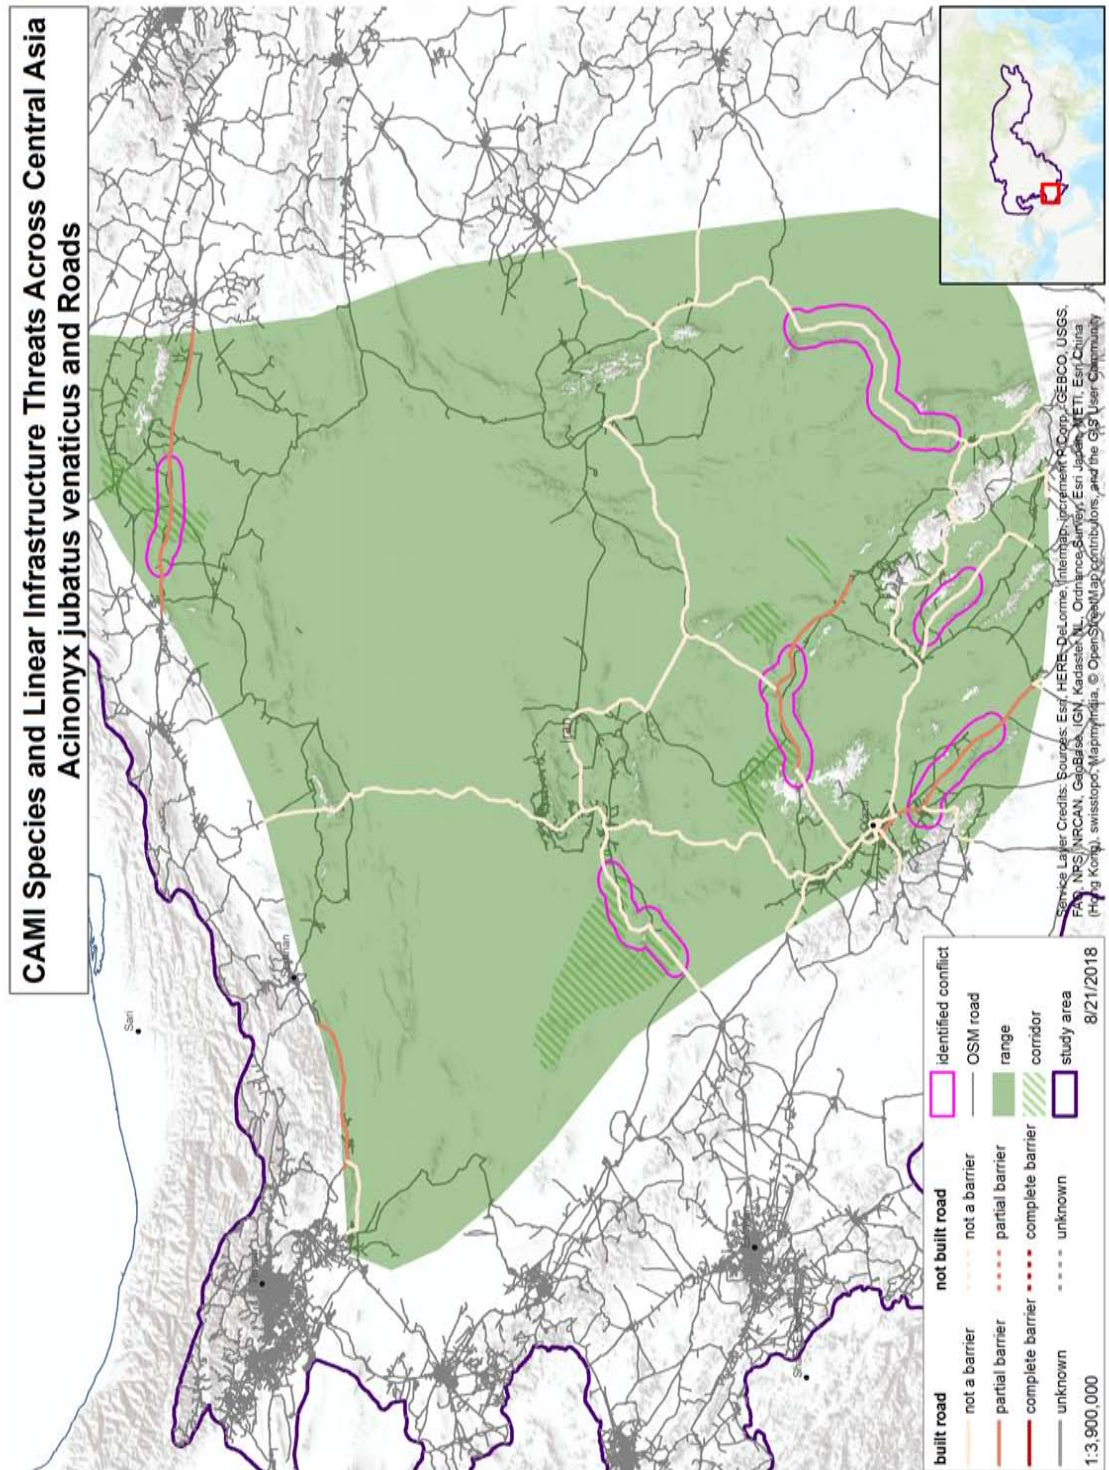 CAMI Species and Linear Infrastructure Threats Across Central Asia
Acinonyx jubatus venaticus and Roads
Sari
Iran
built road
not a barrier
partial barrier
complete barrier
unknown
not built road
not a barrier
partial barrier
complete barrier
unknown
identified conflict
OSM road
range
corridor
study area
1:3,900,000
8/21/2018
Service Layer Credits: Sources: Esri, HERE, DeLorme, Intermap, increment P Corp., GEBCO, USGS,
FAO, NPS, NRCAN, GeoBase, IGN, Kadaster NL, Ordnance Survey, Esri Japan, METI, Esri China
(Hong Kong), swisstopo, MapmyIndia, © OpenStreetMap contributors, and the GIS User Community